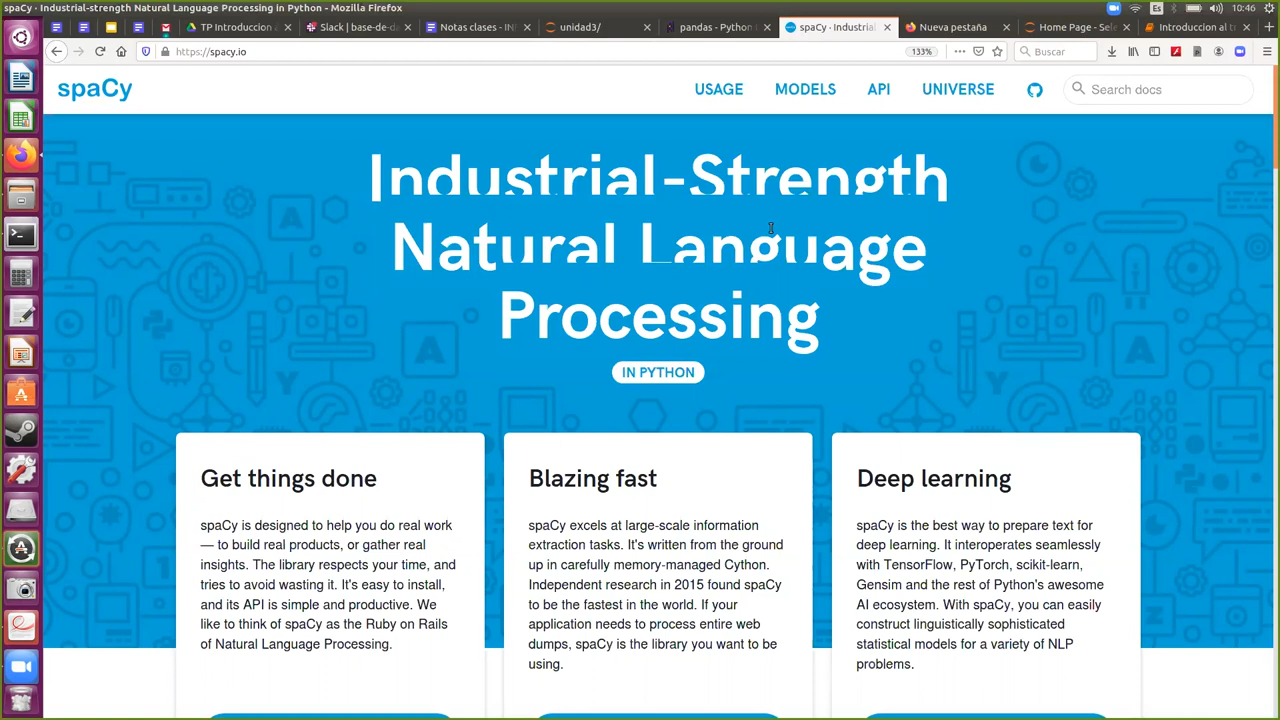 spaCy · Industrial-strength Natural Language Processing in Python - Mozilla Firefox
Es
10:46
TP Introduccion
Slack | base-de-da
Notas clases - IN
unidad3/
pandas - Python
spaCy · Industrial-
Nueva pestaña
Home Page - Sele
Introduccion al t
https://spacy.io
133%
Buscar
spaCy
USAGE
MODELS
API
UNIVERSE
Search docs
Industrial-Strength
Natural Language
Processing
IN PYTHON
Get things done
spaCy is designed to help you do real work
— to build real products, or gather real
insights. The library respects your time, and
tries to avoid wasting it. It's easy to install,
and its API is simple and productive. We
like to think of spaCy as the Ruby on Rails
of Natural Language Processing.
Blazing fast
spaCy excels at large-scale information
extraction tasks. It's written from the ground
up in carefully memory-managed Cython.
Independent research in 2015 found spaCy
to be the fastest in the world. If your
application needs to process entire web
dumps, spaCy is the library you want to be
using.
Deep learning
spaCy is the best way to prepare text for
deep learning. It interoperates seamlessly
with TensorFlow, PyTorch, scikit-learn,
Gensim and the rest of Python's awesome
AI ecosystem. With spaCy, you can easily
construct linguistically sophisticated
statistical models for a variety of NLP
problems.